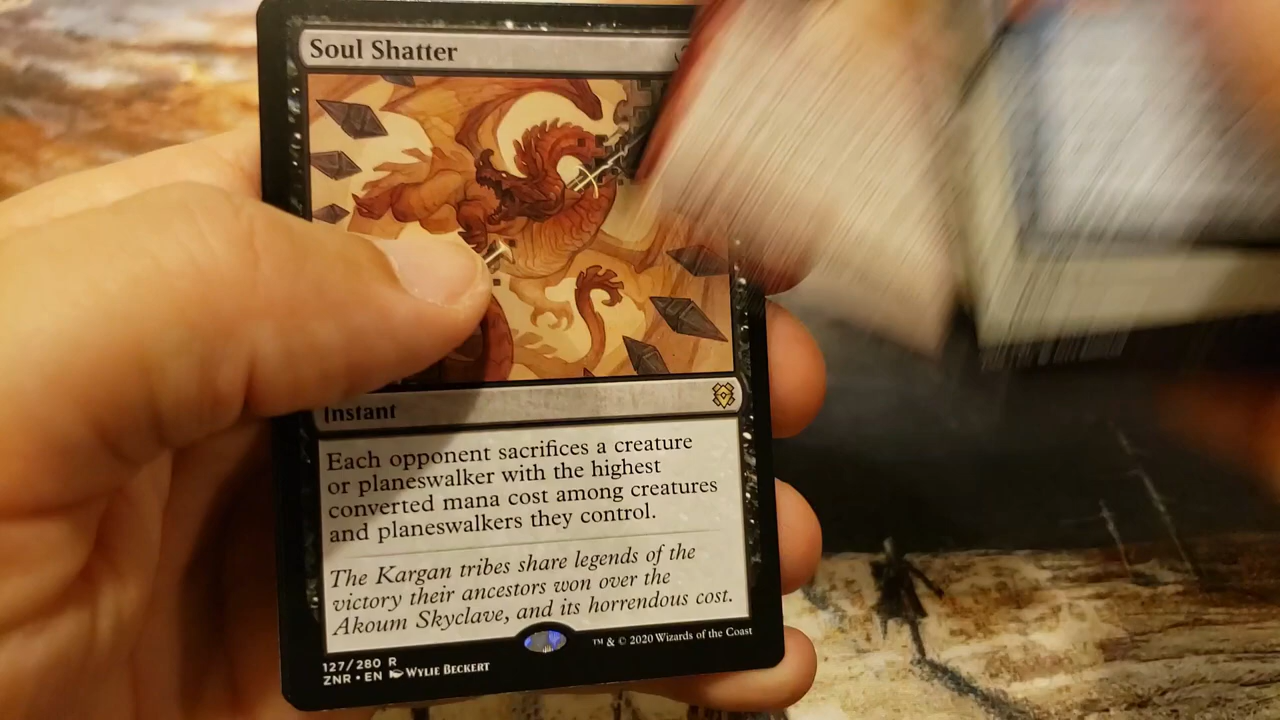 Soul Shatter
Instant
Each opponent sacrifices a creature
or planeswalker with the highest
converted mana cost among creatures
and planeswalkers they control.
The Kargan tribes share legends of the
victory their ancestors won over the
Akoum Skyclave, and its horrendous cost.
127/280 R
ZNR • EN WYLIE BECKERT
™ & © 2020 Wizards of the Coast